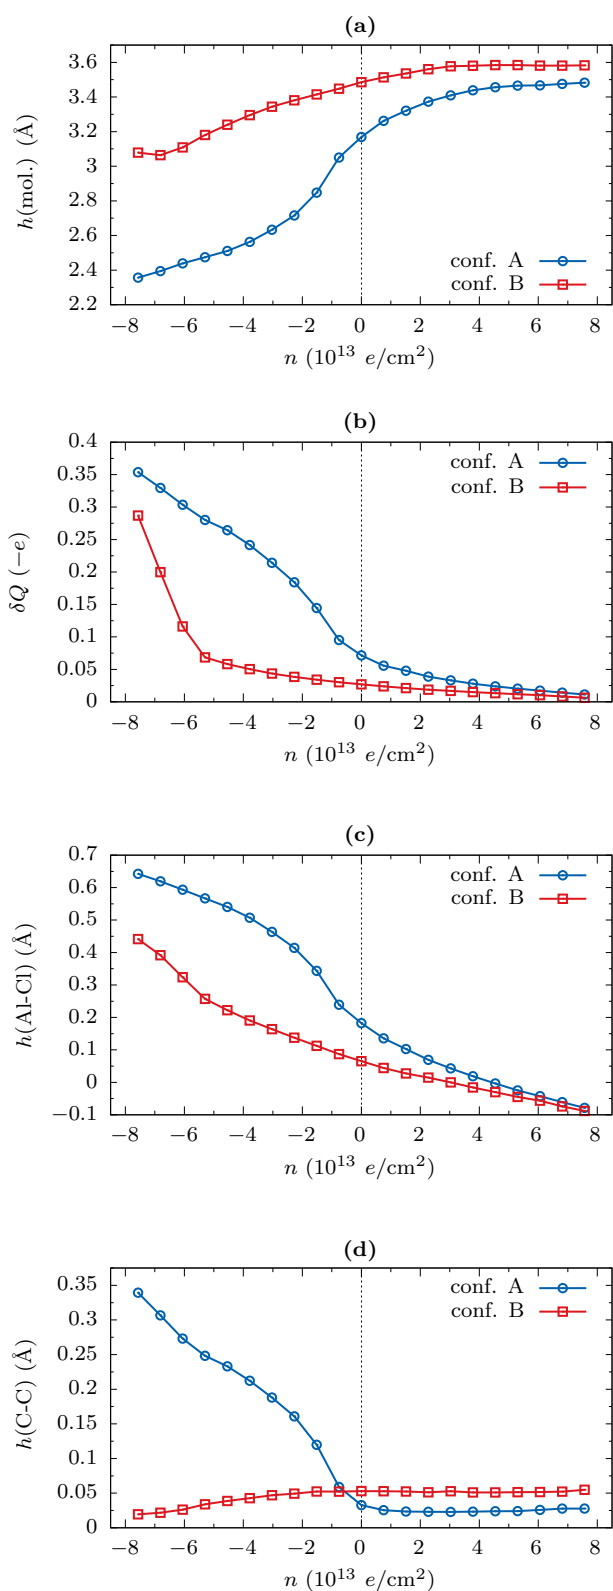 (a)
3.6
3.4
3.2
3
2.8
2.6
2.4
2.2
h(mol.) (Å)
conf. A
conf. B
−8 −6 −4 −2 0 2 4 6 8
n (10¹³ e/cm²)
(b)
0.4
0.35
0.3
0.25
0.2
0.15
0.1
0.05
0
δQ (−e)
conf. A
conf. B
−8 −6 −4 −2 0 2 4 6 8
n (10¹³ e/cm²)
(c)
0.7
0.6
0.5
0.4
0.3
0.2
0.1
0
−0.1
h(Al-Cl) (Å)
conf. A
conf. B
−8 −6 −4 −2 0 2 4 6 8
n (10¹³ e/cm²)
(d)
0.35
0.3
0.25
0.2
0.15
0.1
0.05
0
h(C-C) (Å)
conf. A
conf. B
−8 −6 −4 −2 0 2 4 6 8
n (10¹³ e/cm²)